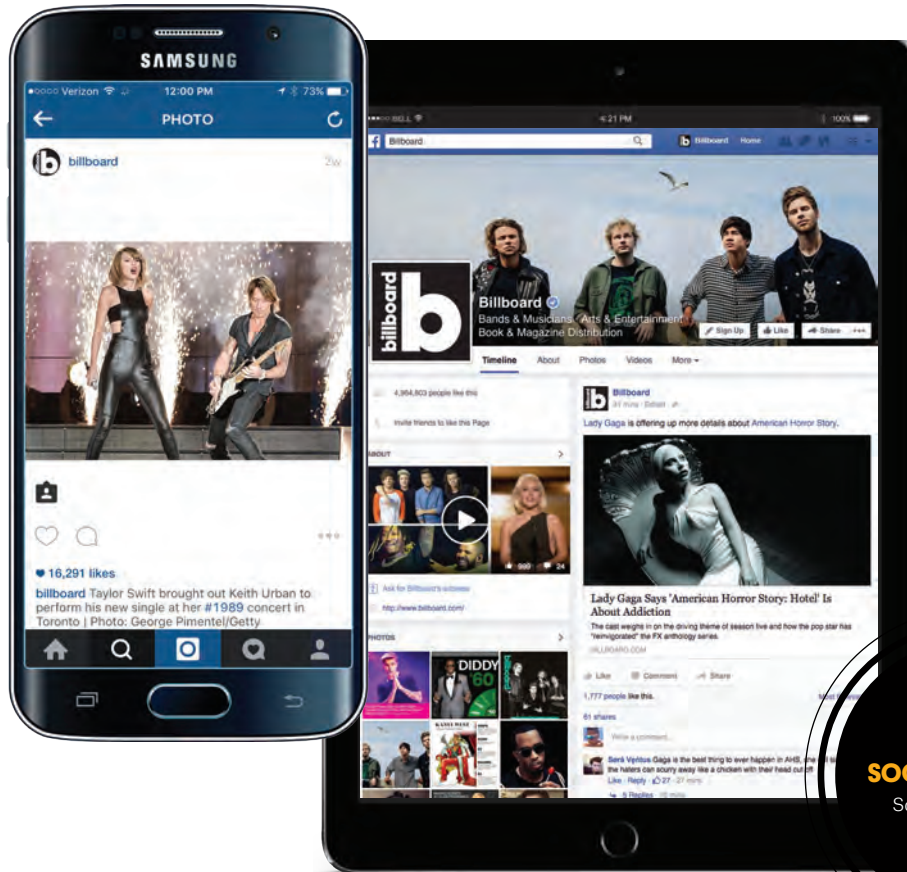 SAMSUNG
Verizon
12:00 PM
73%
PHOTO
billboard
2w
16,291 likes
billboard Taylor Swift brought out Keith Urban to
perform his new single at her #1989 concert in
Toronto | Photo: George Pimentel/Getty
4:21 PM
100%
Billboard
Billboard Home
billboard
Billboard
Bands & Musicians Arts & Entertainment
Book & Magazine Distribution
Sign Up Like Share
Timeline About Photos Videos More
4,964,803 people like this
Invite friends to like this Page
ABOUT
24
Ask for Billboard's
http://www.billboard.com/
PHOTOS
DIDDY
'60
billboard
KANYE WEST
Billboard
Lady Gaga is offering up more details about American Horror Story.
Lady Gaga Says 'American Horror Story: Hotel' Is
About Addiction
The cast weighs in on the driving theme of season five and how the pop star has
"reinvigorated" the FX anthology series.
BILLBOARD.COM
Like Comment Share
1,777 people like this.
61 shares
Write a comment...
Gaga is the best thing to ever happen in AHS,
the haters can scurry away like a chicken with their head cut off
Like · Reply · 27 · 27 mins
5 Replies
SO
So